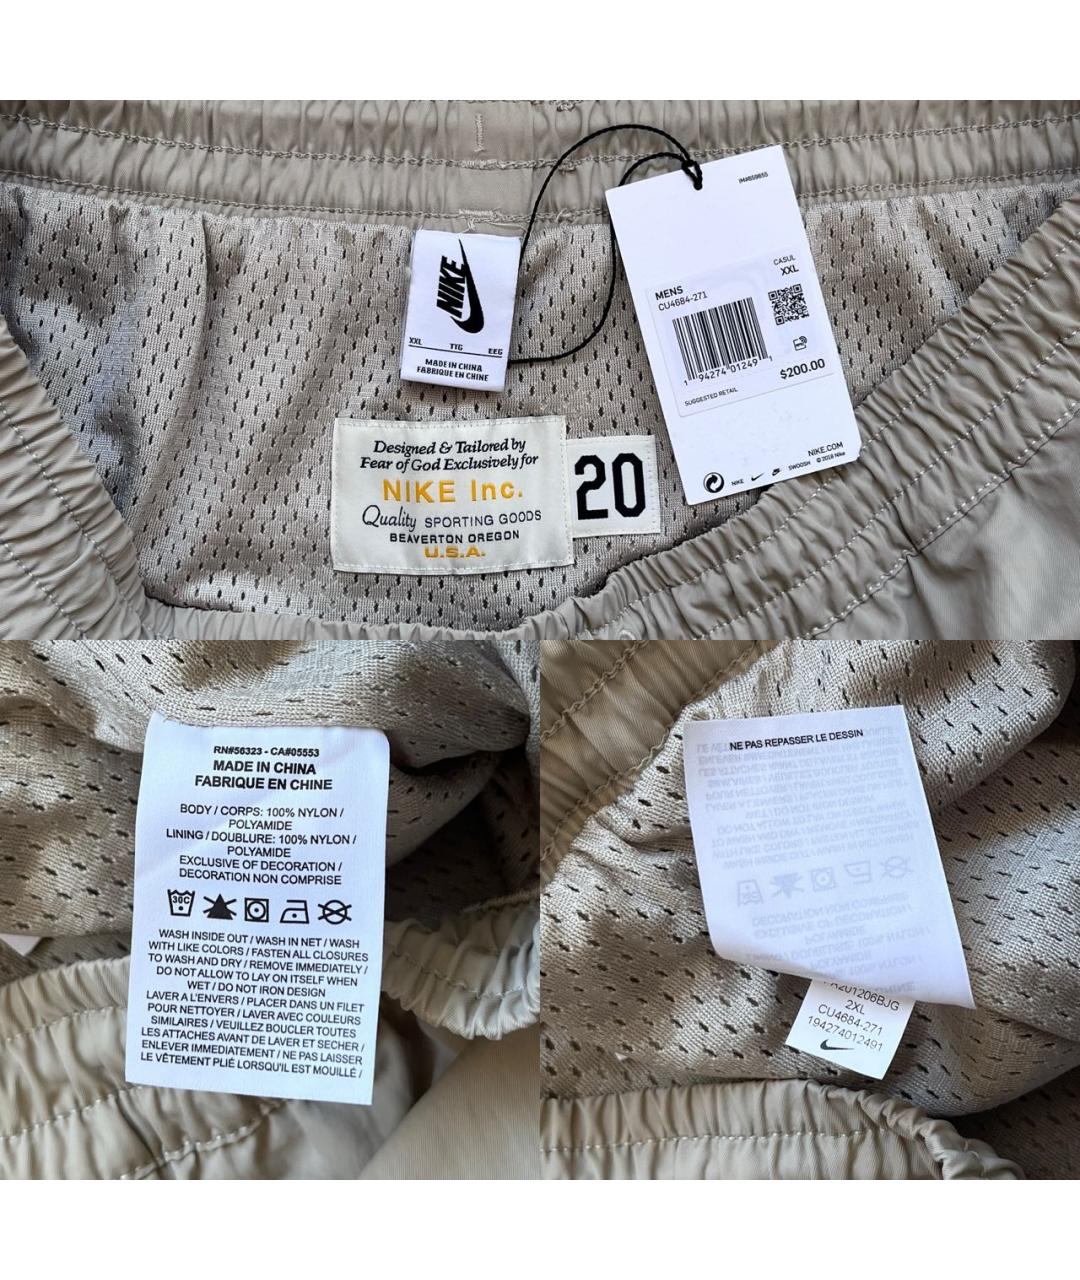 IM#659655
CASUL
XXL
MENS
CU4684-271
1 94274 01249 1
$200.00
SUGGESTED RETAIL
NIKE.COM
NIKE SWOOSH © 2018 Nike
NIKE
XXL TTG EEG
MADE IN CHINA
FABRIQUE EN CHINE
Designed & Tailored by
Fear of God Exclusively for
NIKE Inc.
Quality SPORTING GOODS
BEAVERTON OREGON
U.S.A.
20
RN#56323 - CA#05553
MADE IN CHINA
FABRIQUE EN CHINE
BODY / CORPS: 100% NYLON /
POLYAMIDE
LINING / DOUBLURE: 100% NYLON /
POLYAMIDE
EXCLUSIVE OF DECORATION /
DECORATION NON COMPRISE
30C
WASH INSIDE OUT / WASH IN NET / WASH
WITH LIKE COLORS / FASTEN ALL CLOSURES
TO WASH AND DRY / REMOVE IMMEDIATELY /
DO NOT ALLOW TO LAY ON ITSELF WHEN
WET / DO NOT IRON DESIGN
LAVER A L'ENVERS / PLACER DANS UN FILET
POUR NETTOYER / LAVER AVEC COULEURS
SIMILAIRES / VEUILLEZ BOUCLER TOUTES
LES ATTACHES AVANT DE LAVER ET SECHER /
ENLEVER IMMEDIATEMENT / NE PAS LAISSER
LE VÊTEMENT PLIÉ LORSQU'IL EST MOUILLÉ /
NE PAS REPASSER LE DESSIN
2XL
CU4684-271
194274012491